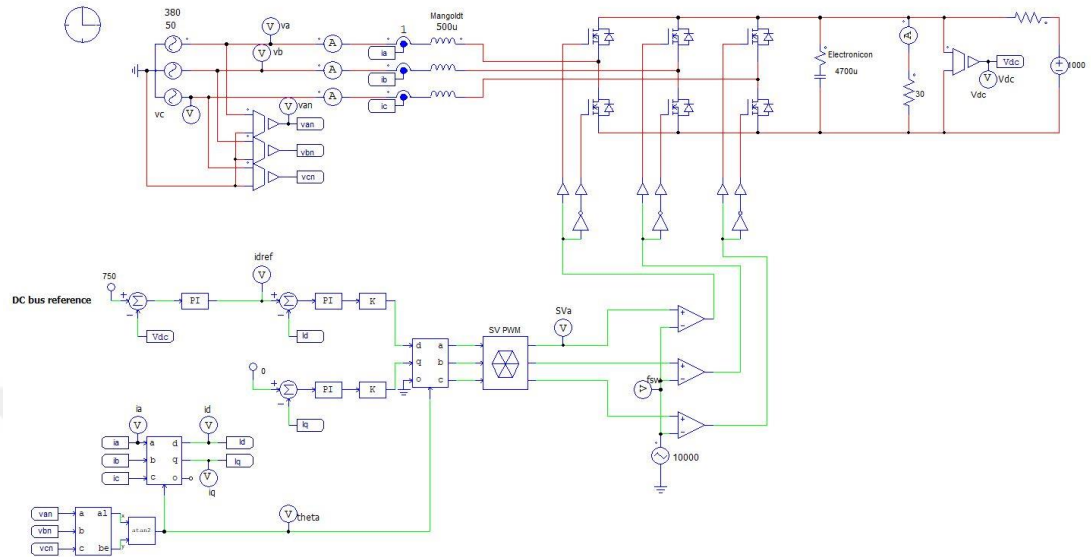 380
50
V
va
V
vb
A
A
A
V
vc
1
ia
ib
ic
Mangoldt
500u
V
van
van
vbn
vcn
Electronicon
4700u
A
30
Vdc
V
Vdc
1000
DC bus reference
750
Vdc
PI
idref
V
PI
K
Id
0
PI
K
Iq
d
q
o
a
b
c
SV PWM
SVa
V
fsw
V
10000
ia
V
id
V
ia
ib
ic
a
b
c
d
q
o
Id
Iq
V
iq
van
vbn
vcn
a
b
c
al
be
atan2
V
theta